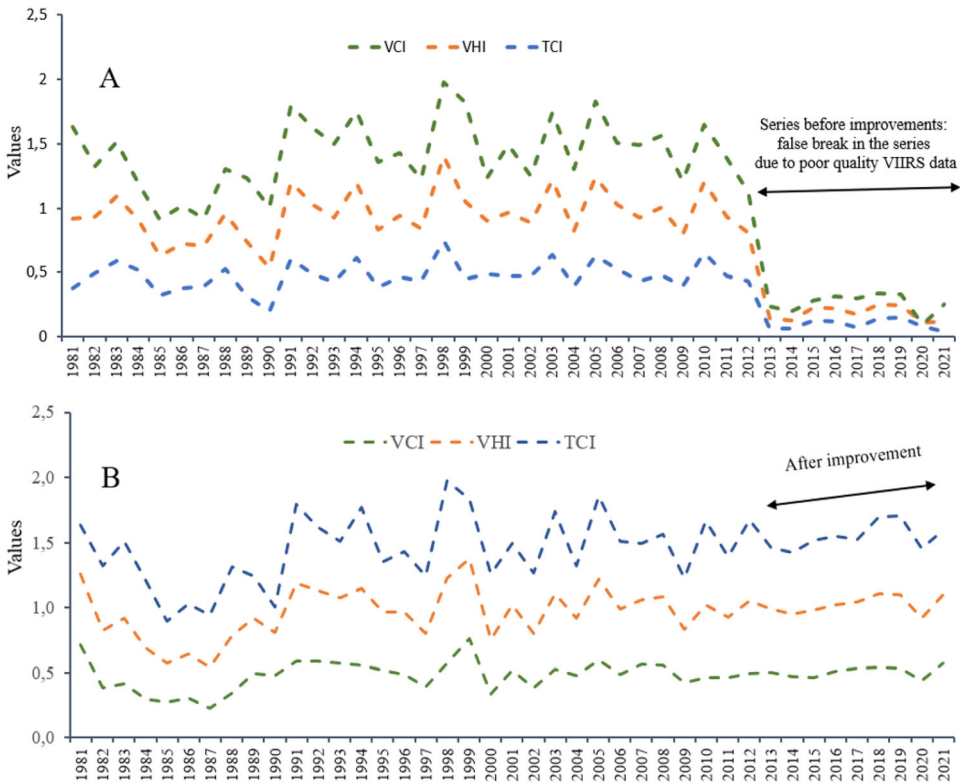 2,5
VCI VHI TCI
A
2
Series before improvements:
false break in the series
due to poor quality VIIRS data
1,5
Values
1
0,5
0
1981 1982 1983 1984 1985 1986 1987 1988 1989 1990 1991 1992 1993 1994 1995 1996 1997 1998 1999 2000 2001 2002 2003 2004 2005 2006 2007 2008 2009 2010 2011 2012 2013 2014 2015 2016 2017 2018 2019 2020 2021
2,5
VCI VHI TCI
After improvement
B
2,0
1,5
Values
1,0
0,5
0,0
1981 1982 1983 1984 1985 1986 1987 1988 1989 1990 1991 1992 1993 1994 1995 1996 1997 1998 1999 2000 2001 2002 2003 2004 2005 2006 2007 2008 2009 2010 2011 2012 2013 2014 2015 2016 2017 2018 2019 2020 2021